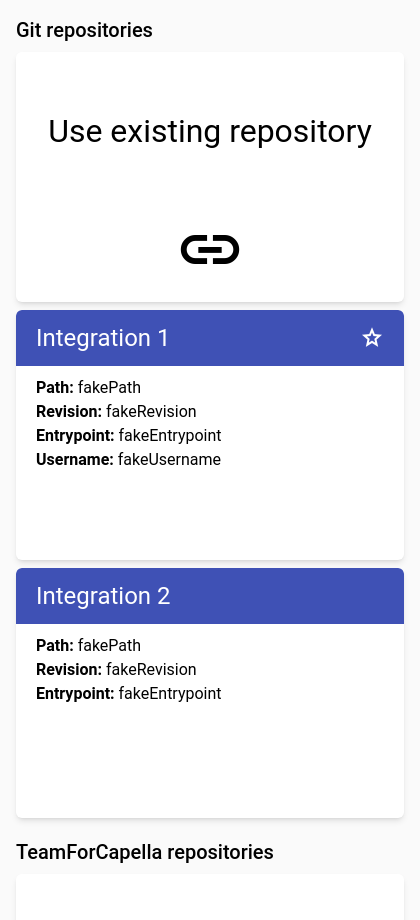 Git repositories
Use existing repository
Integration 1
Path: fakePath
Revision: fakeRevision
Entrypoint: fakeEntrypoint
Username: fakeUsername
Integration 2
Path: fakePath
Revision: fakeRevision
Entrypoint: fakeEntrypoint
TeamForCapella repositories